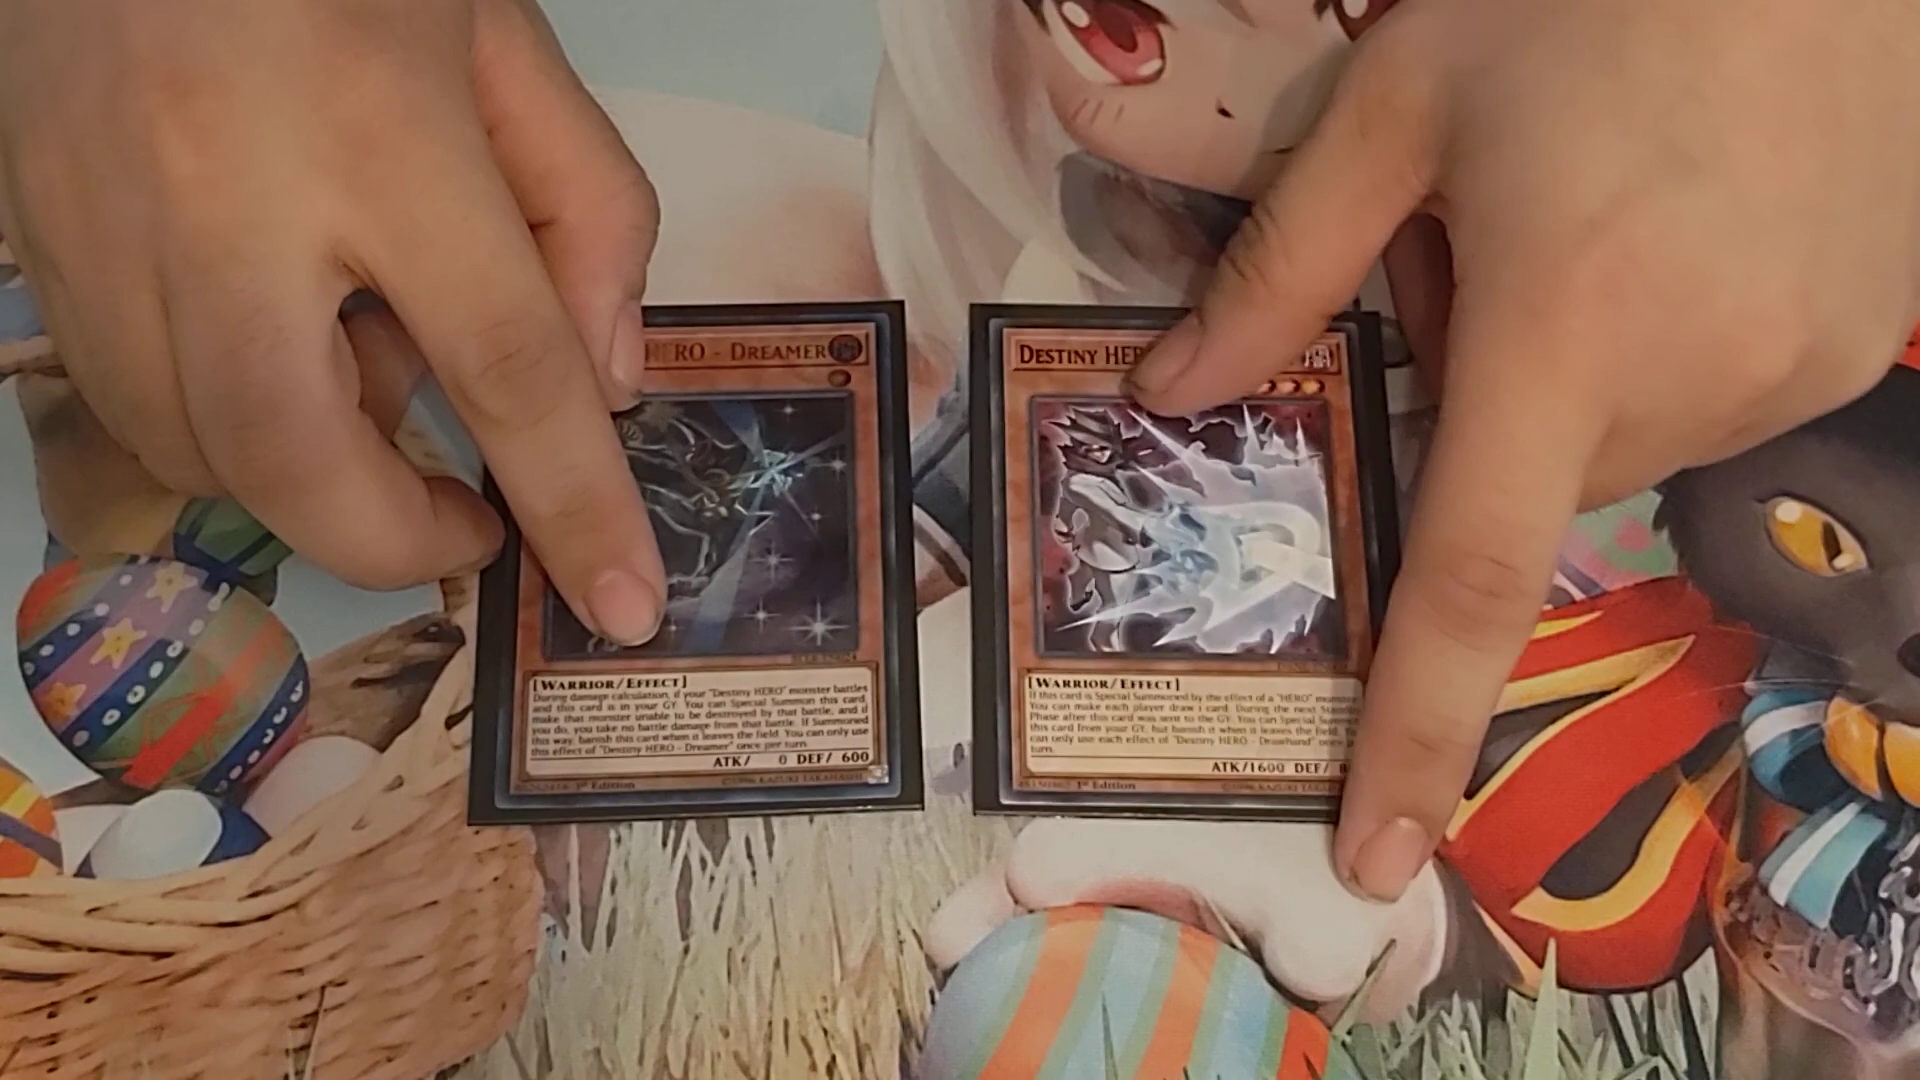 HERO - DREAMER
[WARRIOR/EFFECT]
During damage calculation, if your "Destiny HERO" monster battles
and this card is in your GY: You can Special Summon this card,
make that monster unable to be destroyed by that battle, and if
you do, you take no battle damage from that battle. If Summoned
this way, banish this card when it leaves the field. You can only use
this effect of "Destiny HERO - Dreamer" once per turn.
ATK/ 0 DEF/ 600
1st Edition
©1996 KAZUKI TAKAHASHI
DESTINY HER
[WARRIOR/EFFECT]
If this card is Special Summoned by the effect of a "HERO" monster:
You can make each player draw 1 card. During the next Standby
Phase after this card was sent to the GY: You can Special Summon
this card from your GY, but banish it when it leaves the field. You
can only use each effect of "Destiny HERO - Drawhand" once per
turn.
ATK/1600 DEF/
1st Edition
©1996 KAZUKI TAKAHASHI